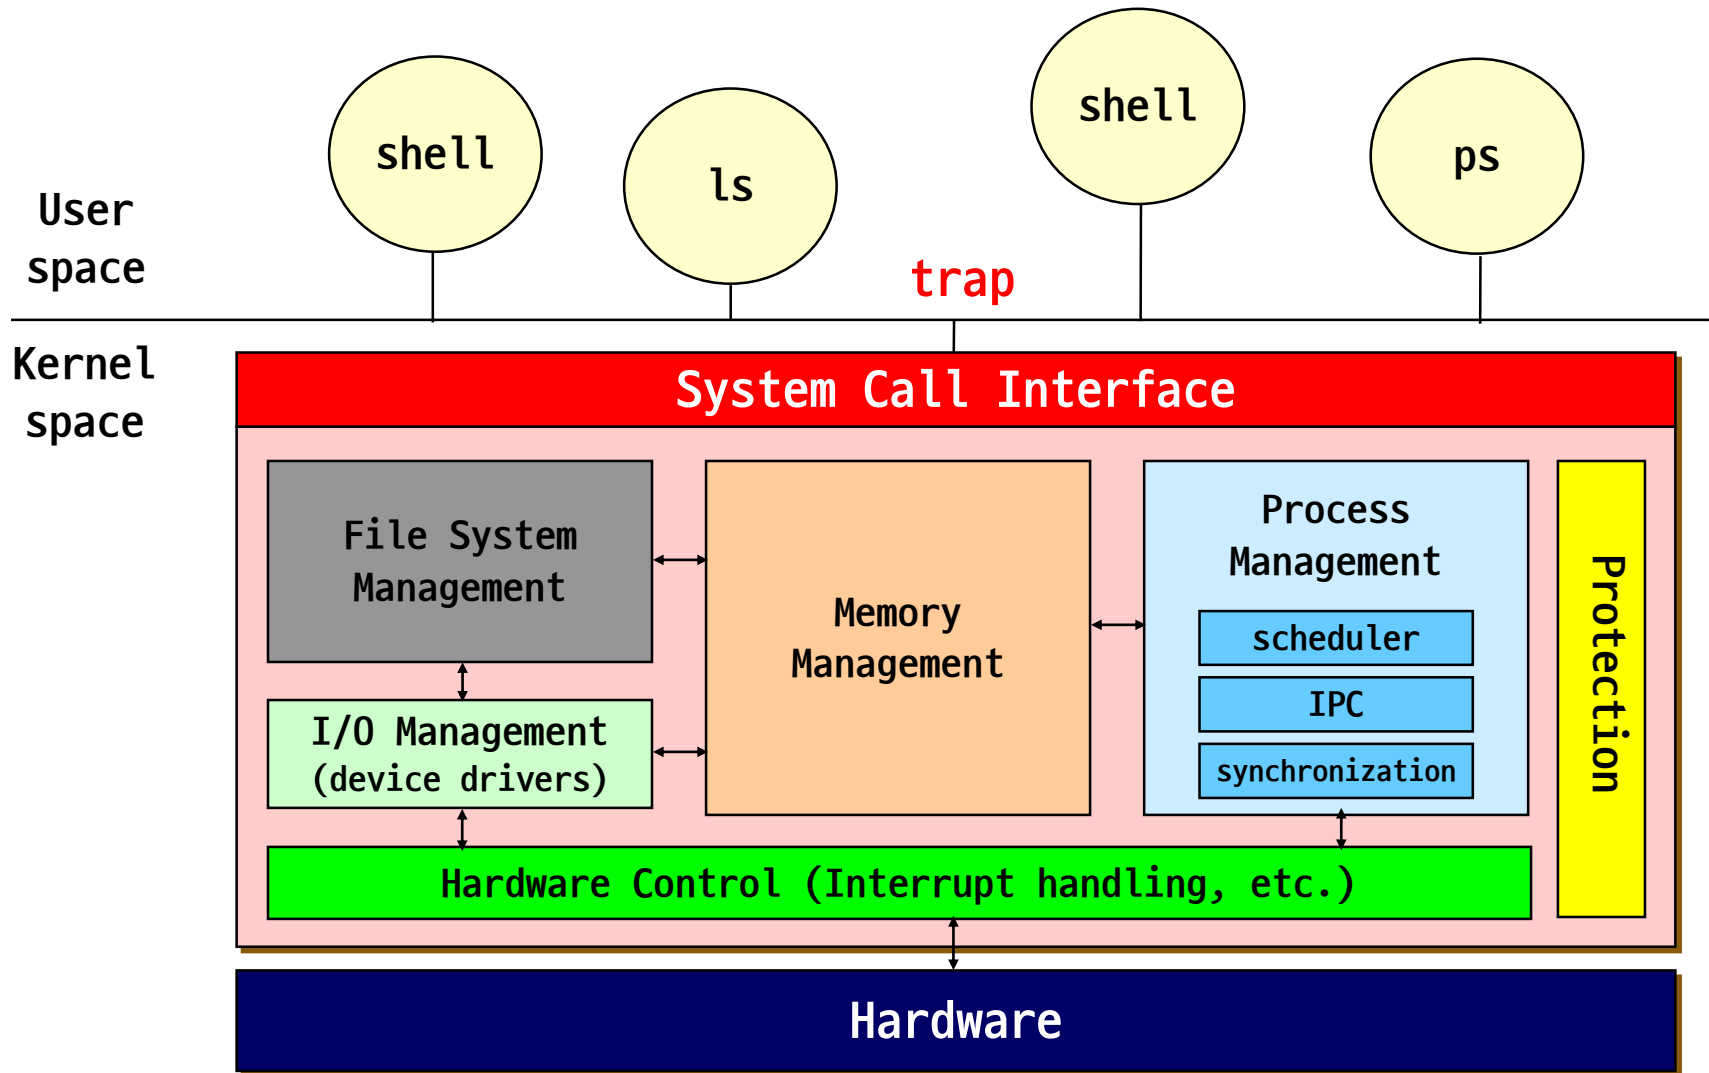 shell
ls
shell
ps
User
space
trap
Kernel
space
System Call Interface
File System
Management
I/O Management
(device drivers)
Memory
Management
Process
Management
scheduler
IPC
synchronization
Protection
Hardware Control (Interrupt handling, etc.)
Hardware